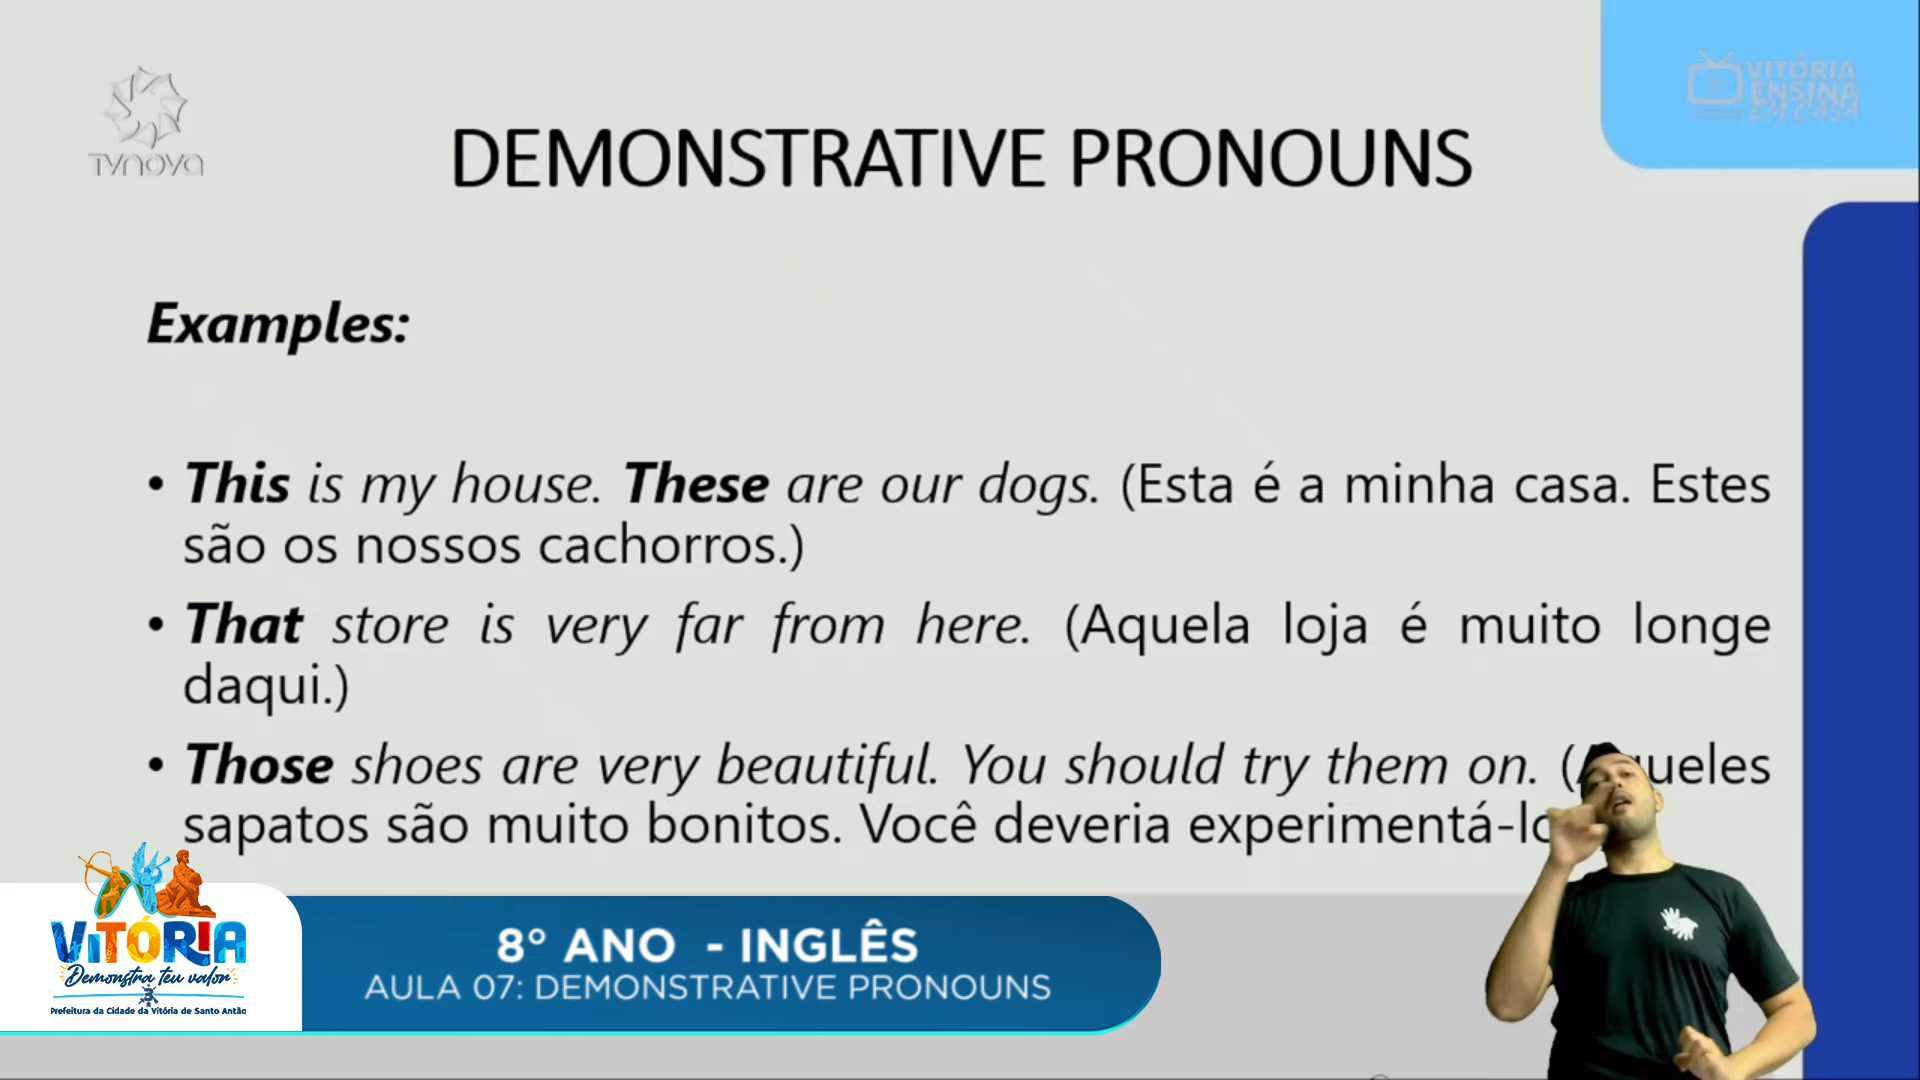 TVNOVA
VITÓRIA
ENSINA
EM CASA
DEMONSTRATIVE PRONOUNS
Examples:
• This is my house. These are our dogs. (Esta é a minha casa. Estes
são os nossos cachorros.)
• That store is very far from here. (Aquela loja é muito longe
daqui.)
• Those shoes are very beautiful. You should try them on. (Aqueles
sapatos são muito bonitos. Você deveria
VITÓRIA
Demonstra teu valor
Prefeitura da Cidade da Vitória de Santo Antão
8° ANO - INGLÊS
AULA 07: DEMONSTRATIVE PRONOUNS